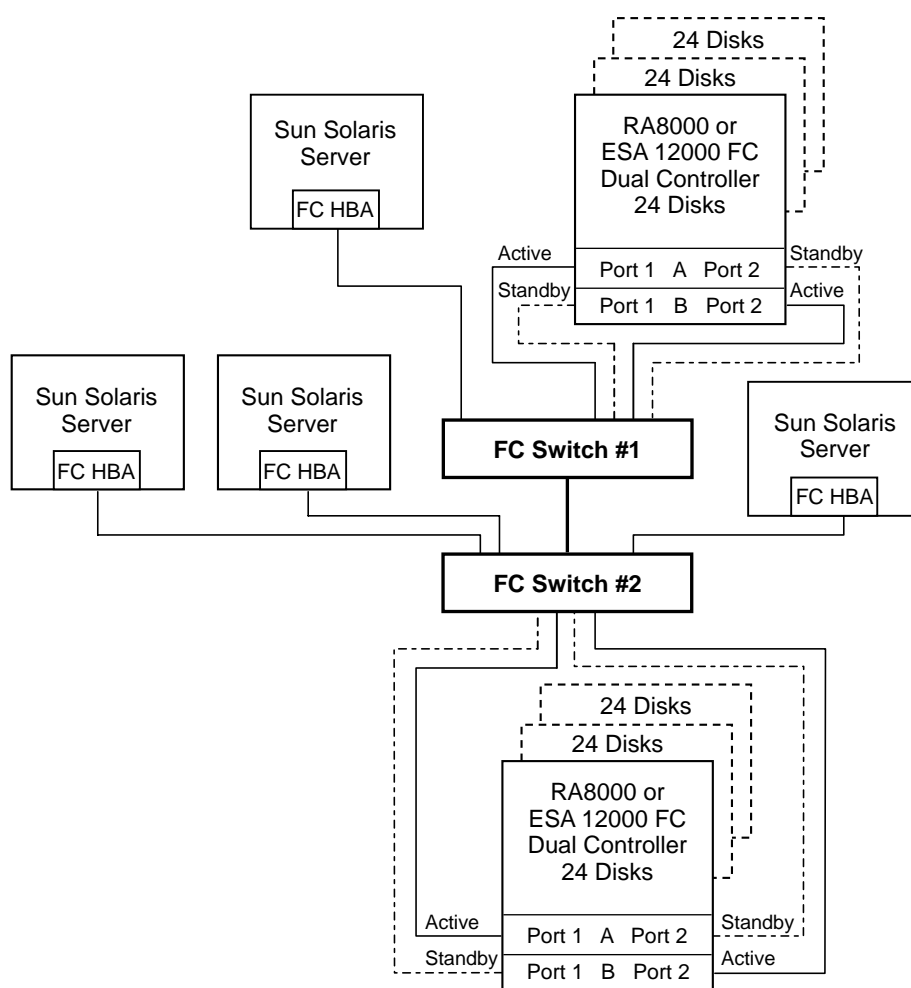 24 Disks
24 Disks
RA8000 or
ESA 12000 FC
Dual Controller
24 Disks
Sun Solaris
Server
FC HBA
Active
Port 1 A Port 2
Standby
Standby
Port 1 B Port 2
Active
Sun Solaris
Server
FC HBA
Sun Solaris
Server
FC HBA
FC Switch #1
Sun Solaris
Server
FC HBA
FC Switch #2
24 Disks
24 Disks
RA8000 or
ESA 12000 FC
Dual Controller
24 Disks
Active
Port 1 A Port 2
Standby
Standby
Port 1 B Port 2
Active